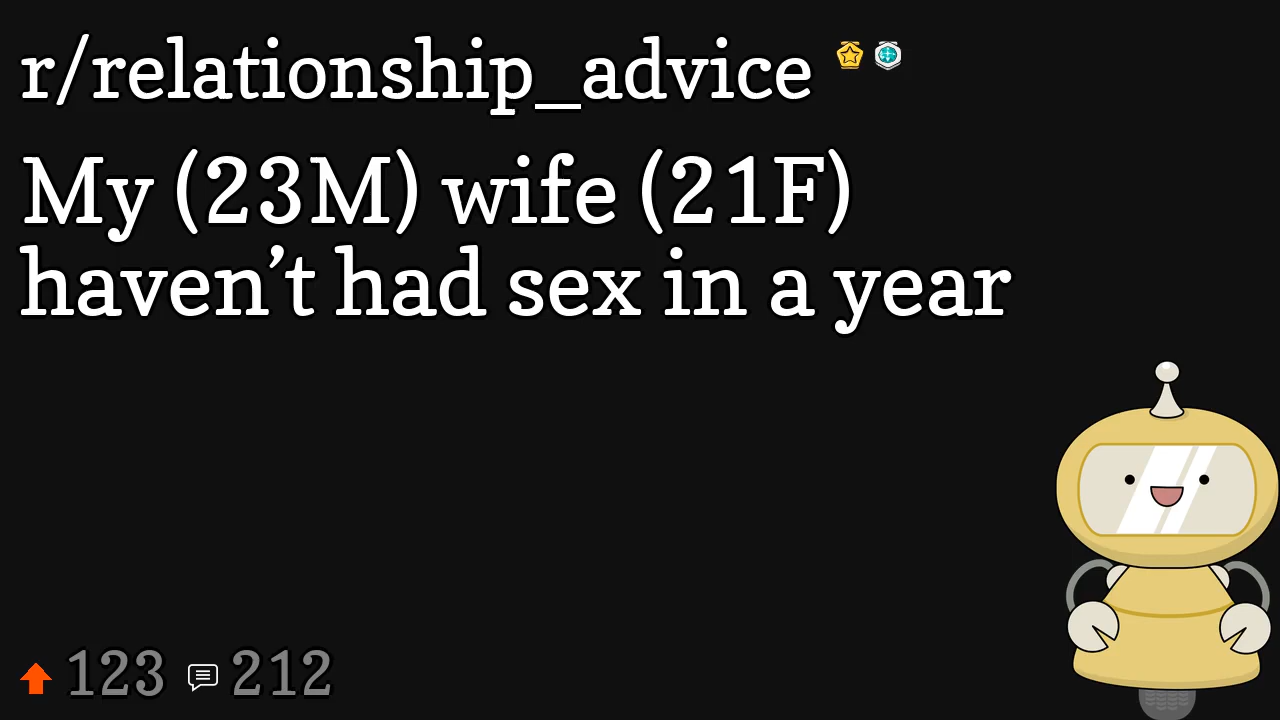 r/relationship_advice
My (23M) wife (21F)
haven’t had sex in a year
123 212